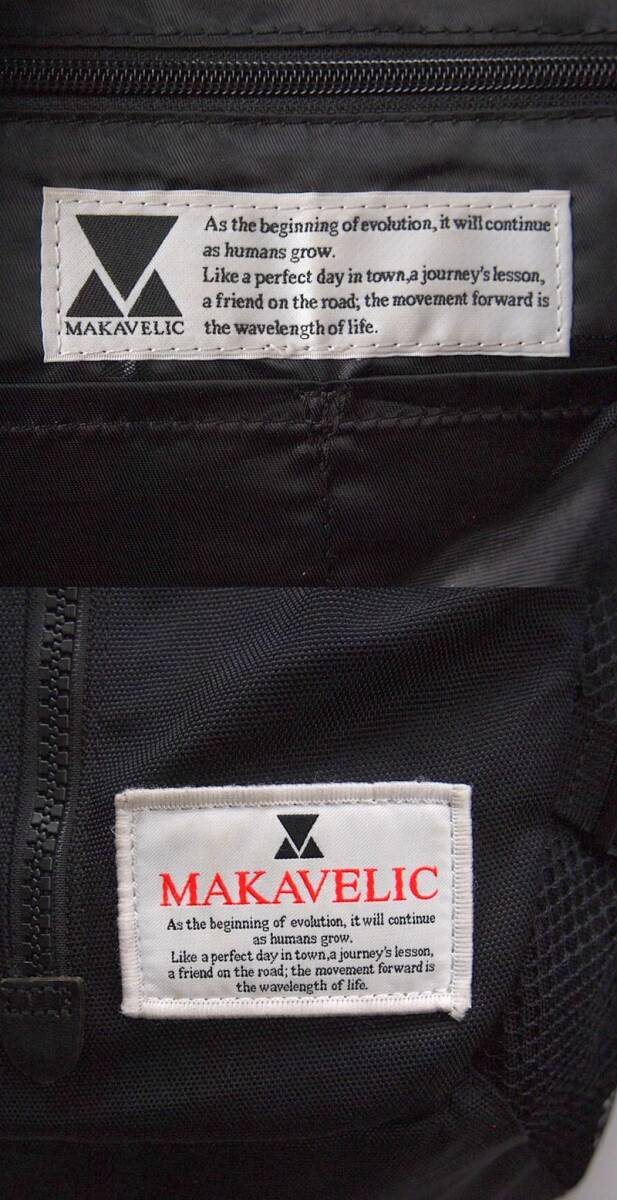 As the beginning of evolution, it will continue
as humans grow.
Like a perfect day in town,a journey's lesson,
a friend on the road; the movement forward is
the wavelength of life.
MAKAVELIC
MAKAVELIC
As the beginning of evolution, it will continue
as humans grow.
Like a perfect day in town,a journey's lesson,
a friend on the road; the movement forward is
the wavelength of life.